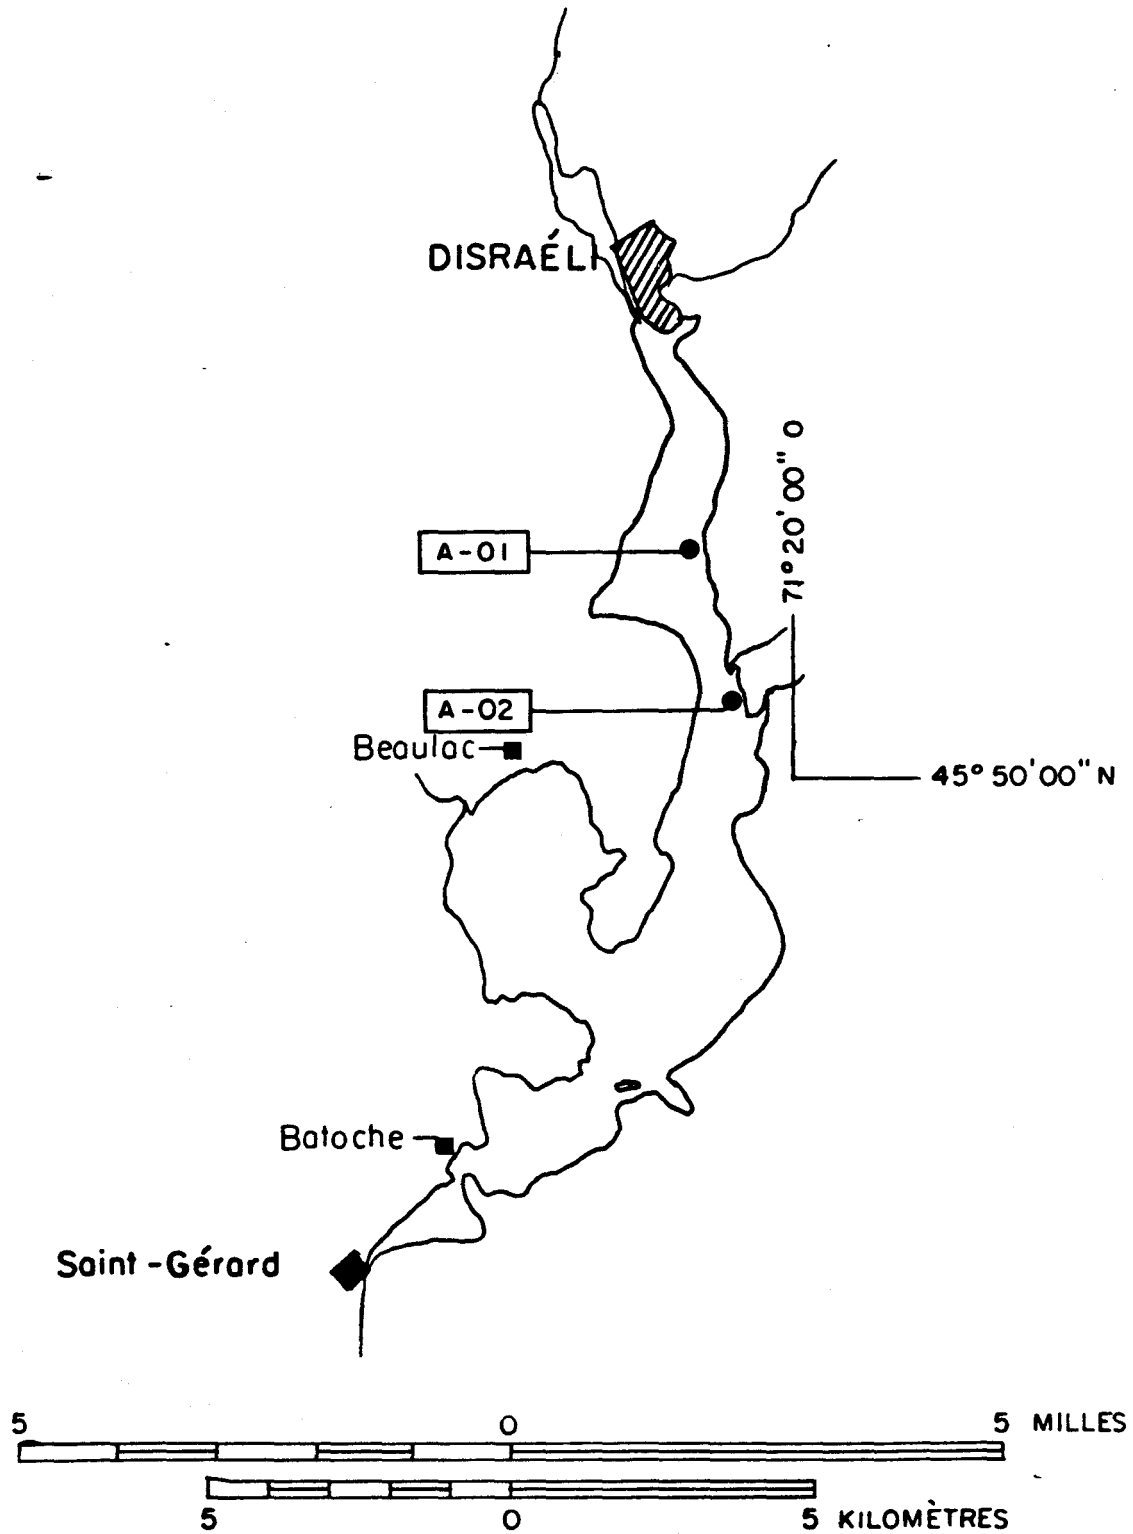 DISRAÉLI
71°20'00" O
A-01
A-02
Beaulac
45°50'00" N
Batoche
Saint-Gérard
5 0 5 MILLES
5 0 5 KILOMÈTRES